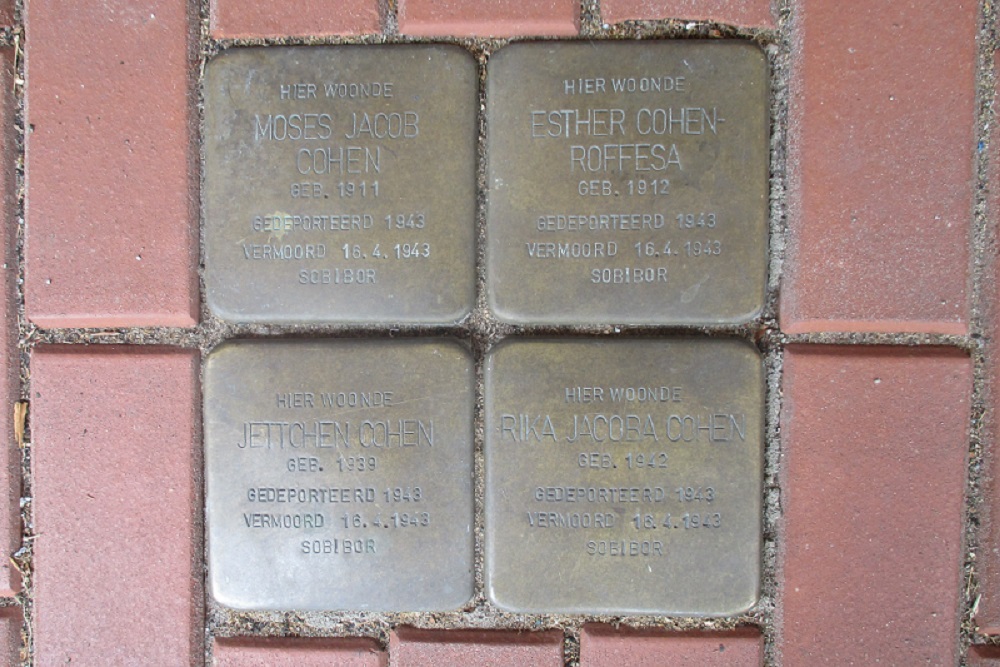 HIER WOONDE
MOSES JACOB
COHEN
GEB. 1911
GEDEPORTEERD 1943
VERMOORD 16.4.1943
SOBIBOR
HIER WOONDE
ESTHER COHEN-
ROFFESA
GEB. 1912
GEDEPORTEERD 1943
VERMOORD 16.4.1943
SOBIBOR
HIER WOONDE
JETTCHEN COHEN
GEB. 1939
GEDEPORTEERD 1943
VERMOORD 16.4.1943
SOBIBOR
HIER WOONDE
RIKA JACOBA COHEN
GEB. 1942
GEDEPORTEERD 1943
VERMOORD 16.4.1943
SOBIBOR